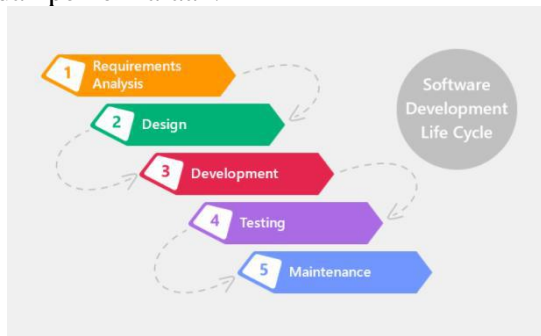 1
Requirements
Analysis
2
Design
3
Development
4
Testing
5
Maintenance
Software
Development
Life Cycle